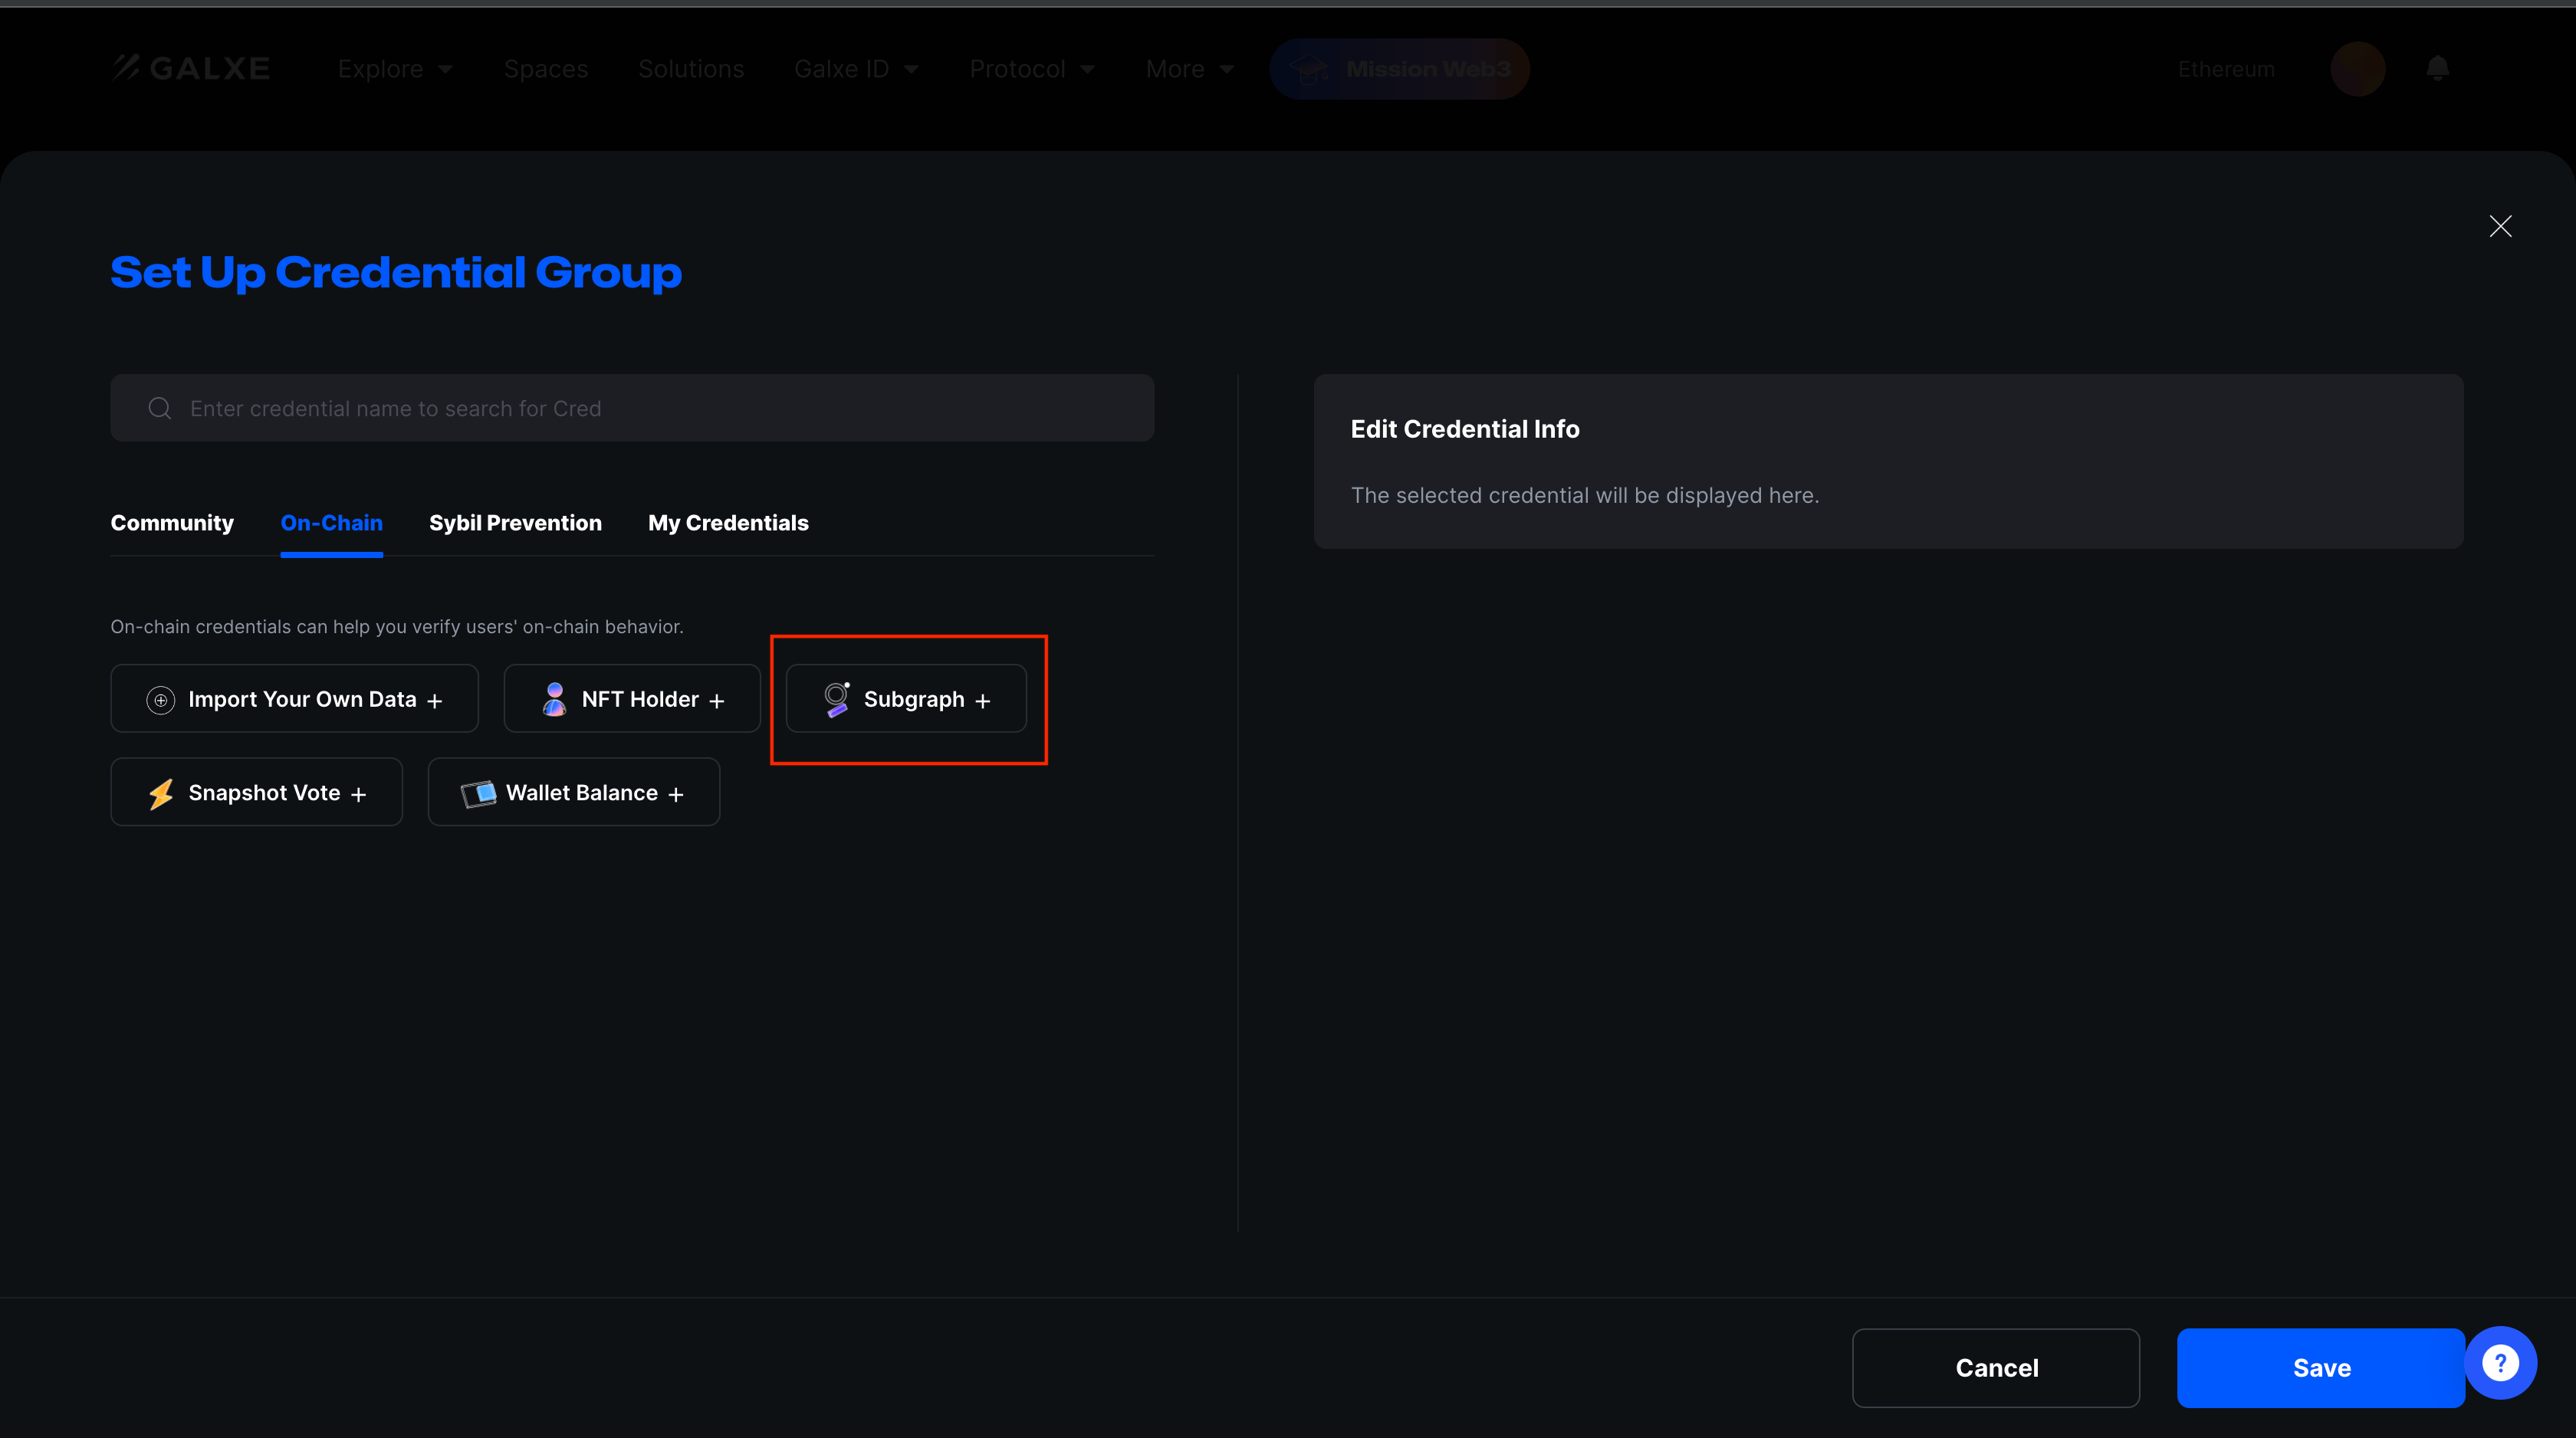 GALXE Explore Spaces Solutions Galxe ID Protocol More Mission Web3 Ethereum
Set Up Credential Group
Enter credential name to search for Cred
Edit Credential Info
The selected credential will be displayed here.
Community On-Chain Sybil Prevention My Credentials
On-chain credentials can help you verify users' on-chain behavior.
Import Your Own Data + NFT Holder + Subgraph +
Snapshot Vote + Wallet Balance +
Cancel Save ?